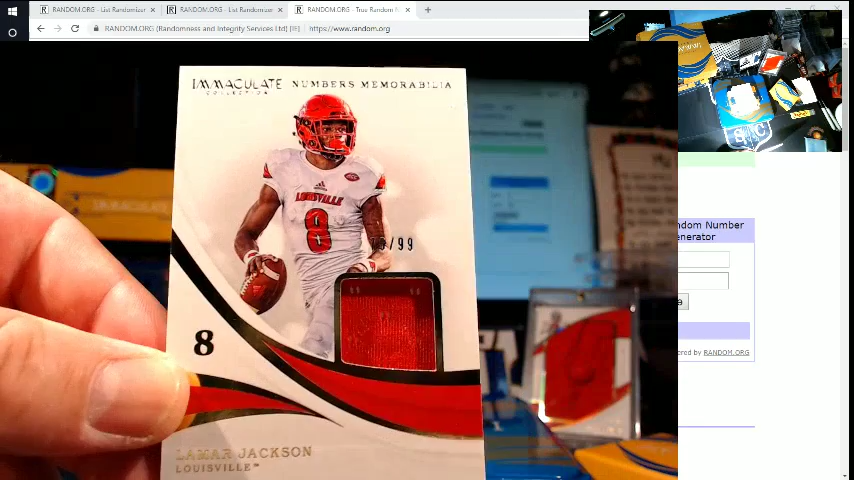 RANDOM.ORG - List Randomizer
RANDOM.ORG - List Randomizer
RANDOM.ORG - True Random N
RANDOM.ORG (Randomness and Integrity Services Ltd) [IE]
https://www.random.org
IMMACULATE NUMBERS MEMORABILIA
COLLECTION
LOUISVILLE
8
/99
8
LAMAR JACKSON
LOUISVILLE™
ndom Number
enerator
ered by RANDOM.ORG